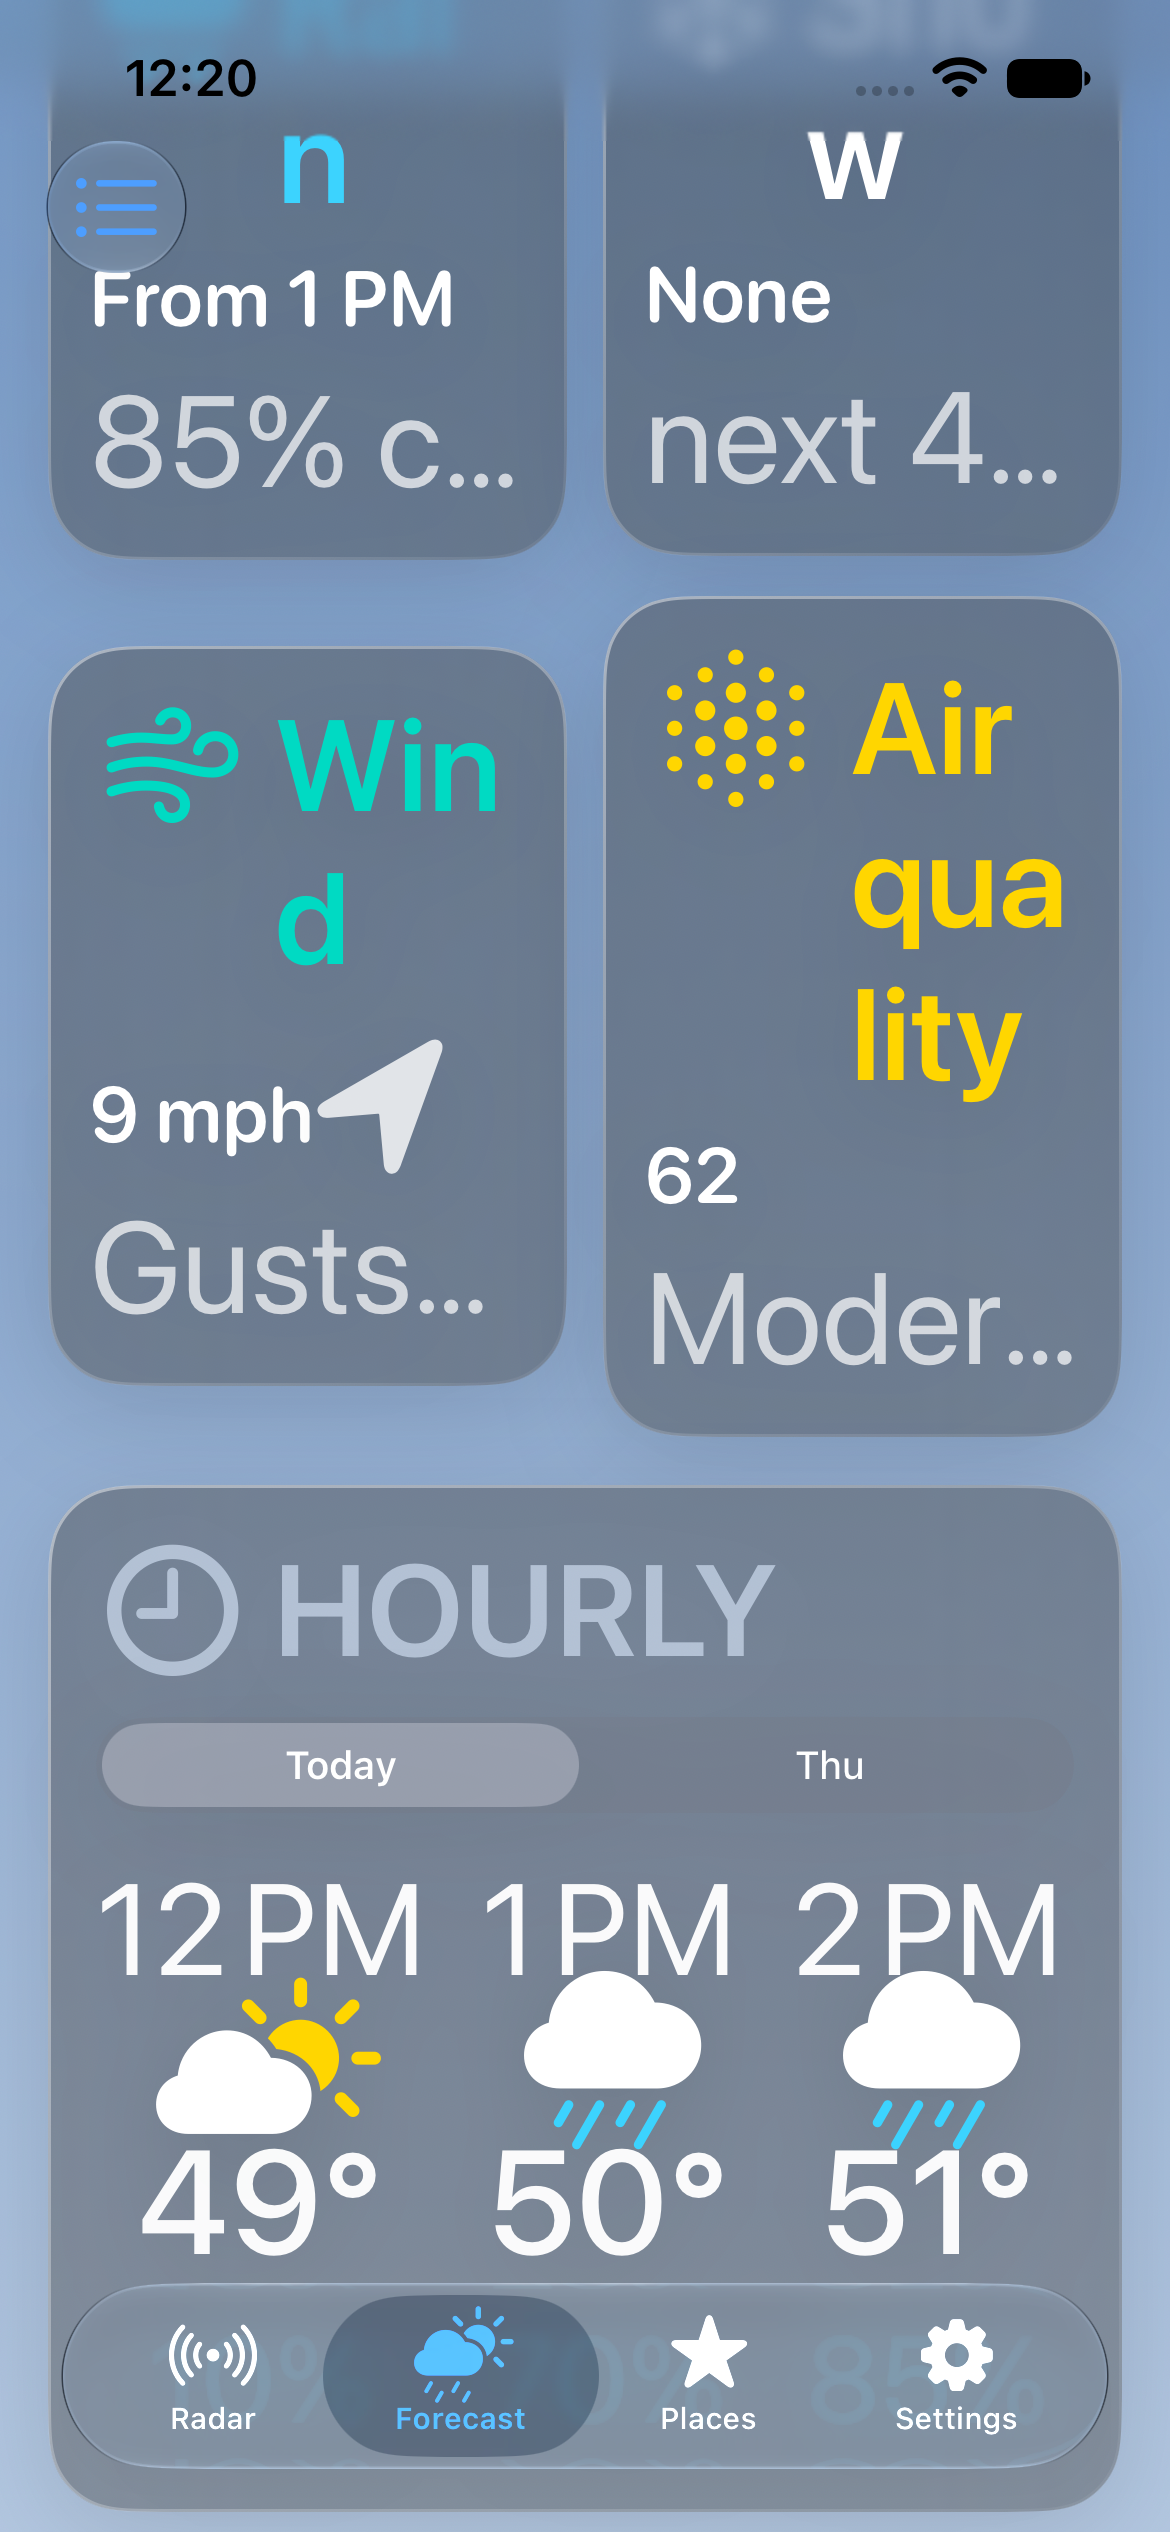 12:20
n
From 1 PM
85% c...
w
None
next 4...
Win
d
9 mph
Gusts...
Air
qua
lity
62
Moder...
HOURLY
Today Thu
12 PM 1 PM 2 PM
49° 50° 51°
85%
Radar Forecast Places Settings